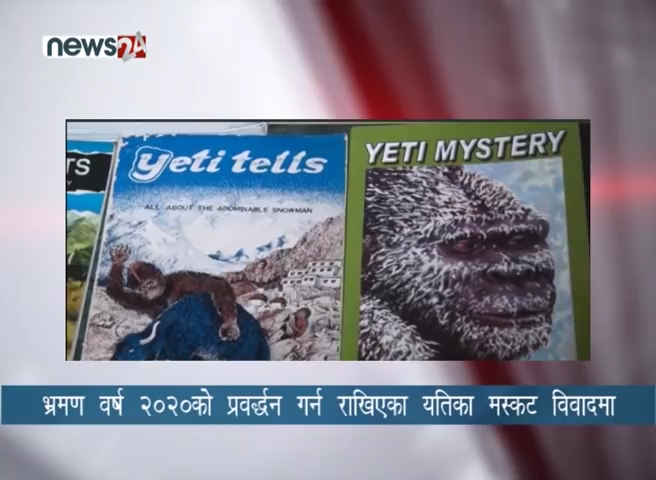 news24
TS
Yeti tells
ALL ABOUT THE ABOMINABLE SNOWMAN
YETI MYSTERY
भ्रमण वर्ष २०२०को प्रवर्द्धन गर्न राखिएका यतिका मस्कट विवादमा